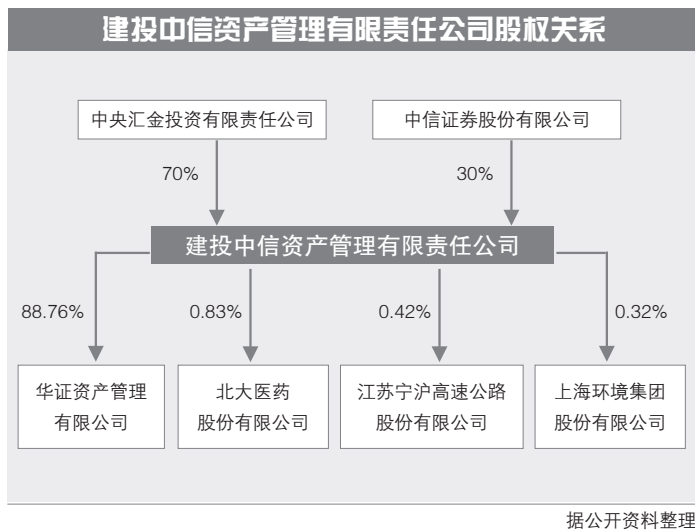 建投中信资产管理有限责任公司股权关系
中央汇金投资有限责任公司
中信证券股份有限公司
70%
30%
建投中信资产管理有限责任公司
88.76%
0.83%
0.42%
0.32%
华证资产管理
有限公司
北大医药
股份有限公司
江苏宁沪高速公路
股份有限公司
上海环境集团
股份有限公司
据公开资料整理